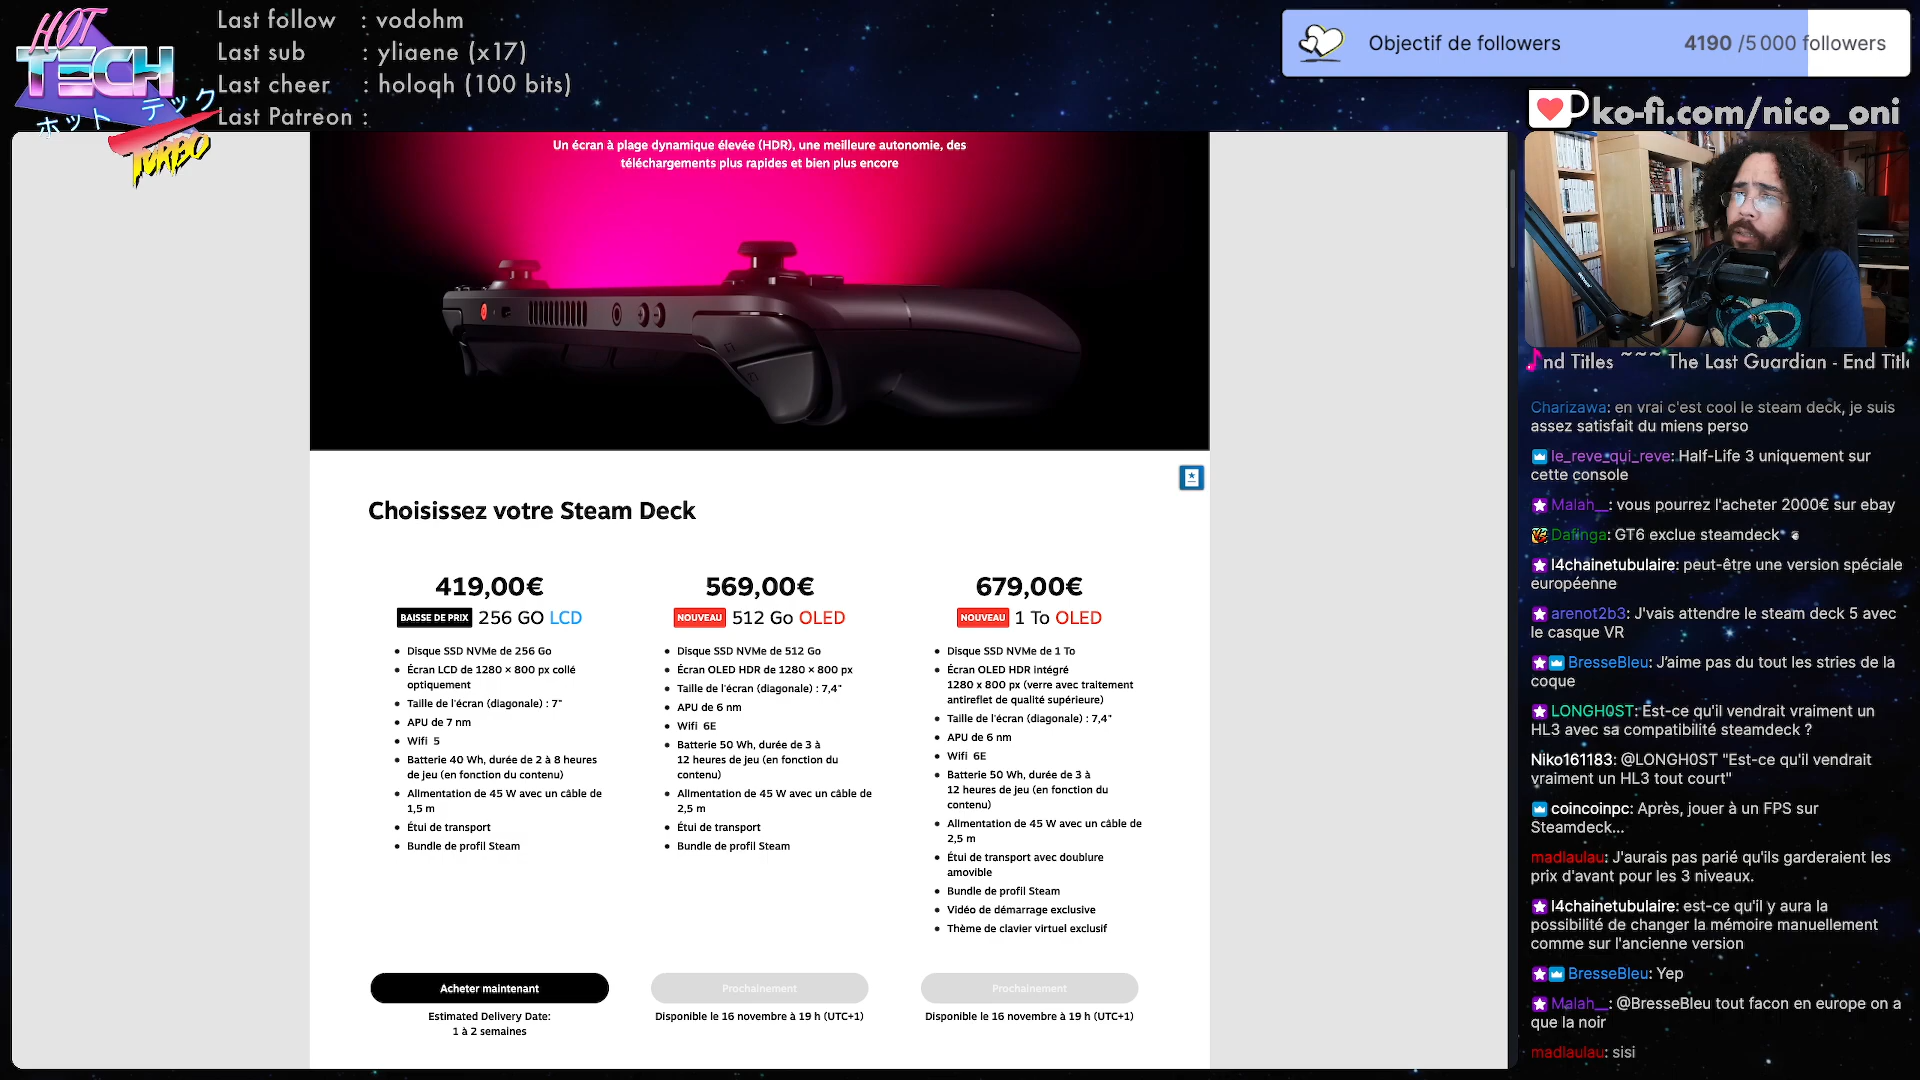 HOT
TECH
ホット テック
TURBO
Last follow : vodohm
Last sub : yliaene (x17)
Last cheer : holoqh (100 bits)
Last Patreon :
Objectif de followers 4190 /5 000 followers
ko-fi.com/nico_oni
Un écran à plage dynamique élevée (HDR), une meilleure autonomie, des
téléchargements plus rapides et bien plus encore
Choisissez votre Steam Deck
419,00€
BAISSE DE PRIX 256 GO LCD
Disque SSD NVMe de 256 Go
Écran LCD de 1280 × 800 px collé
optiquement
Taille de l'écran (diagonale) : 7"
APU de 7 nm
Wifi 5
Batterie 40 Wh, durée de 2 à 8 heures
de jeu (en fonction du contenu)
Alimentation de 45 W avec un câble de
1,5 m
Étui de transport
Bundle de profil Steam
Acheter maintenant
Estimated Delivery Date:
1 à 2 semaines
569,00€
NOUVEAU 512 Go OLED
Disque SSD NVMe de 512 Go
Écran OLED HDR de 1280 × 800 px
Taille de l'écran (diagonale) : 7,4"
APU de 6 nm
Wifi 6E
Batterie 50 Wh, durée de 3 à
12 heures de jeu (en fonction du
contenu)
Alimentation de 45 W avec un câble de
2,5 m
Étui de transport
Bundle de profil Steam
Prochainement
Disponible le 16 novembre à 19 h (UTC+1)
679,00€
NOUVEAU 1 To OLED
Disque SSD NVMe de 1 To
Écran OLED HDR intégré
1280 x 800 px (verre avec traitement
antireflet de qualité supérieure)
Taille de l'écran (diagonale) : 7,4"
APU de 6 nm
Wifi 6E
Batterie 50 Wh, durée de 3 à
12 heures de jeu (en fonction du
contenu)
Alimentation de 45 W avec un câble de
2,5 m
Étui de transport avec doublure
amovible
Bundle de profil Steam
Vidéo de démarrage exclusive
Thème de clavier virtuel exclusif
Prochainement
Disponible le 16 novembre à 19 h (UTC+1)
nd Titles ~~~ The Last Guardian - End Titl
Charizawa: en vrai c'est cool le steam deck, je suis
assez satisfait du miens perso
le_reve_qui_reve: Half-Life 3 uniquement sur
cette console
Malah__: vous pourrez l'acheter 2000€ sur ebay
Dafinga: GT6 exclue steamdeck
l4chainetubulaire: peut-être une version spéciale
européenne
arenot2b3: J'vais attendre le steam deck 5 avec
le casque VR
BresseBleu: J'aime pas du tout les stries de la
coque
LONGH0ST: Est-ce qu'il vendrait vraiment un
HL3 avec sa compatibilité steamdeck ?
Niko161183: @LONGH0ST "Est-ce qu'il vendrait
vraiment un HL3 tout court"
coincoinpc: Après, jouer à un FPS sur
Steamdeck...
madlaulau: J'aurais pas parié qu'ils garderaient les
prix d'avant pour les 3 niveaux.
l4chainetubulaire: est-ce qu'il y aura la
possibilité de changer la mémoire manuellement
comme sur l'ancienne version
BresseBleu: Yep
Malah__: @BresseBleu tout facon en europe on a
que la noir
madlaulau: sisi